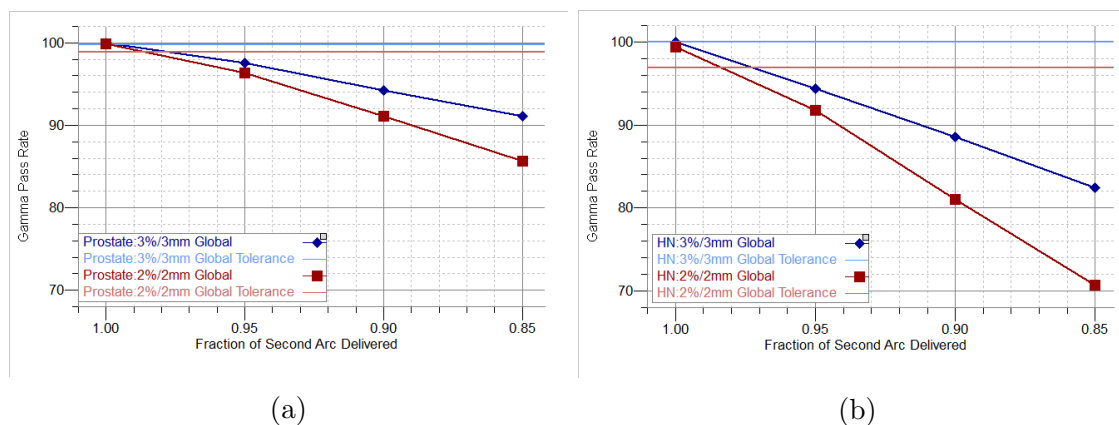 100
90
80
70
Gamma Pass Rate
Prostate:3%/3mm Global
Prostate:3%/3mm Global Tolerance
Prostate:2%/2mm Global
Prostate:2%/2mm Global Tolerance
1.00 0.95 0.90 0.85
Fraction of Second Arc Delivered
(a)
100
90
80
70
Gamma Pass Rate
HN:3%/3mm Global
HN:3%/3mm Global Tolerance
HN:2%/2mm Global
HN:2%/2mm Global Tolerance
1.00 0.95 0.90 0.85
Fraction of Second Arc Delivered
(b)